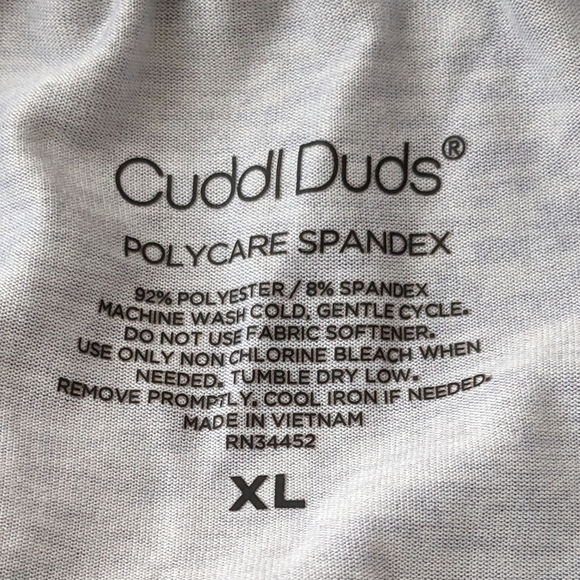 Cuddl Duds®
POLYCARE SPANDEX
92% POLYESTER / 8% SPANDEX
MACHINE WASH COLD, GENTLE CYCLE.
DO NOT USE FABRIC SOFTENER.
USE ONLY NON CHLORINE BLEACH WHEN
NEEDED. TUMBLE DRY LOW.
REMOVE PROMPTLY. COOL IRON IF NEEDED.
MADE IN VIETNAM
RN34452
XL